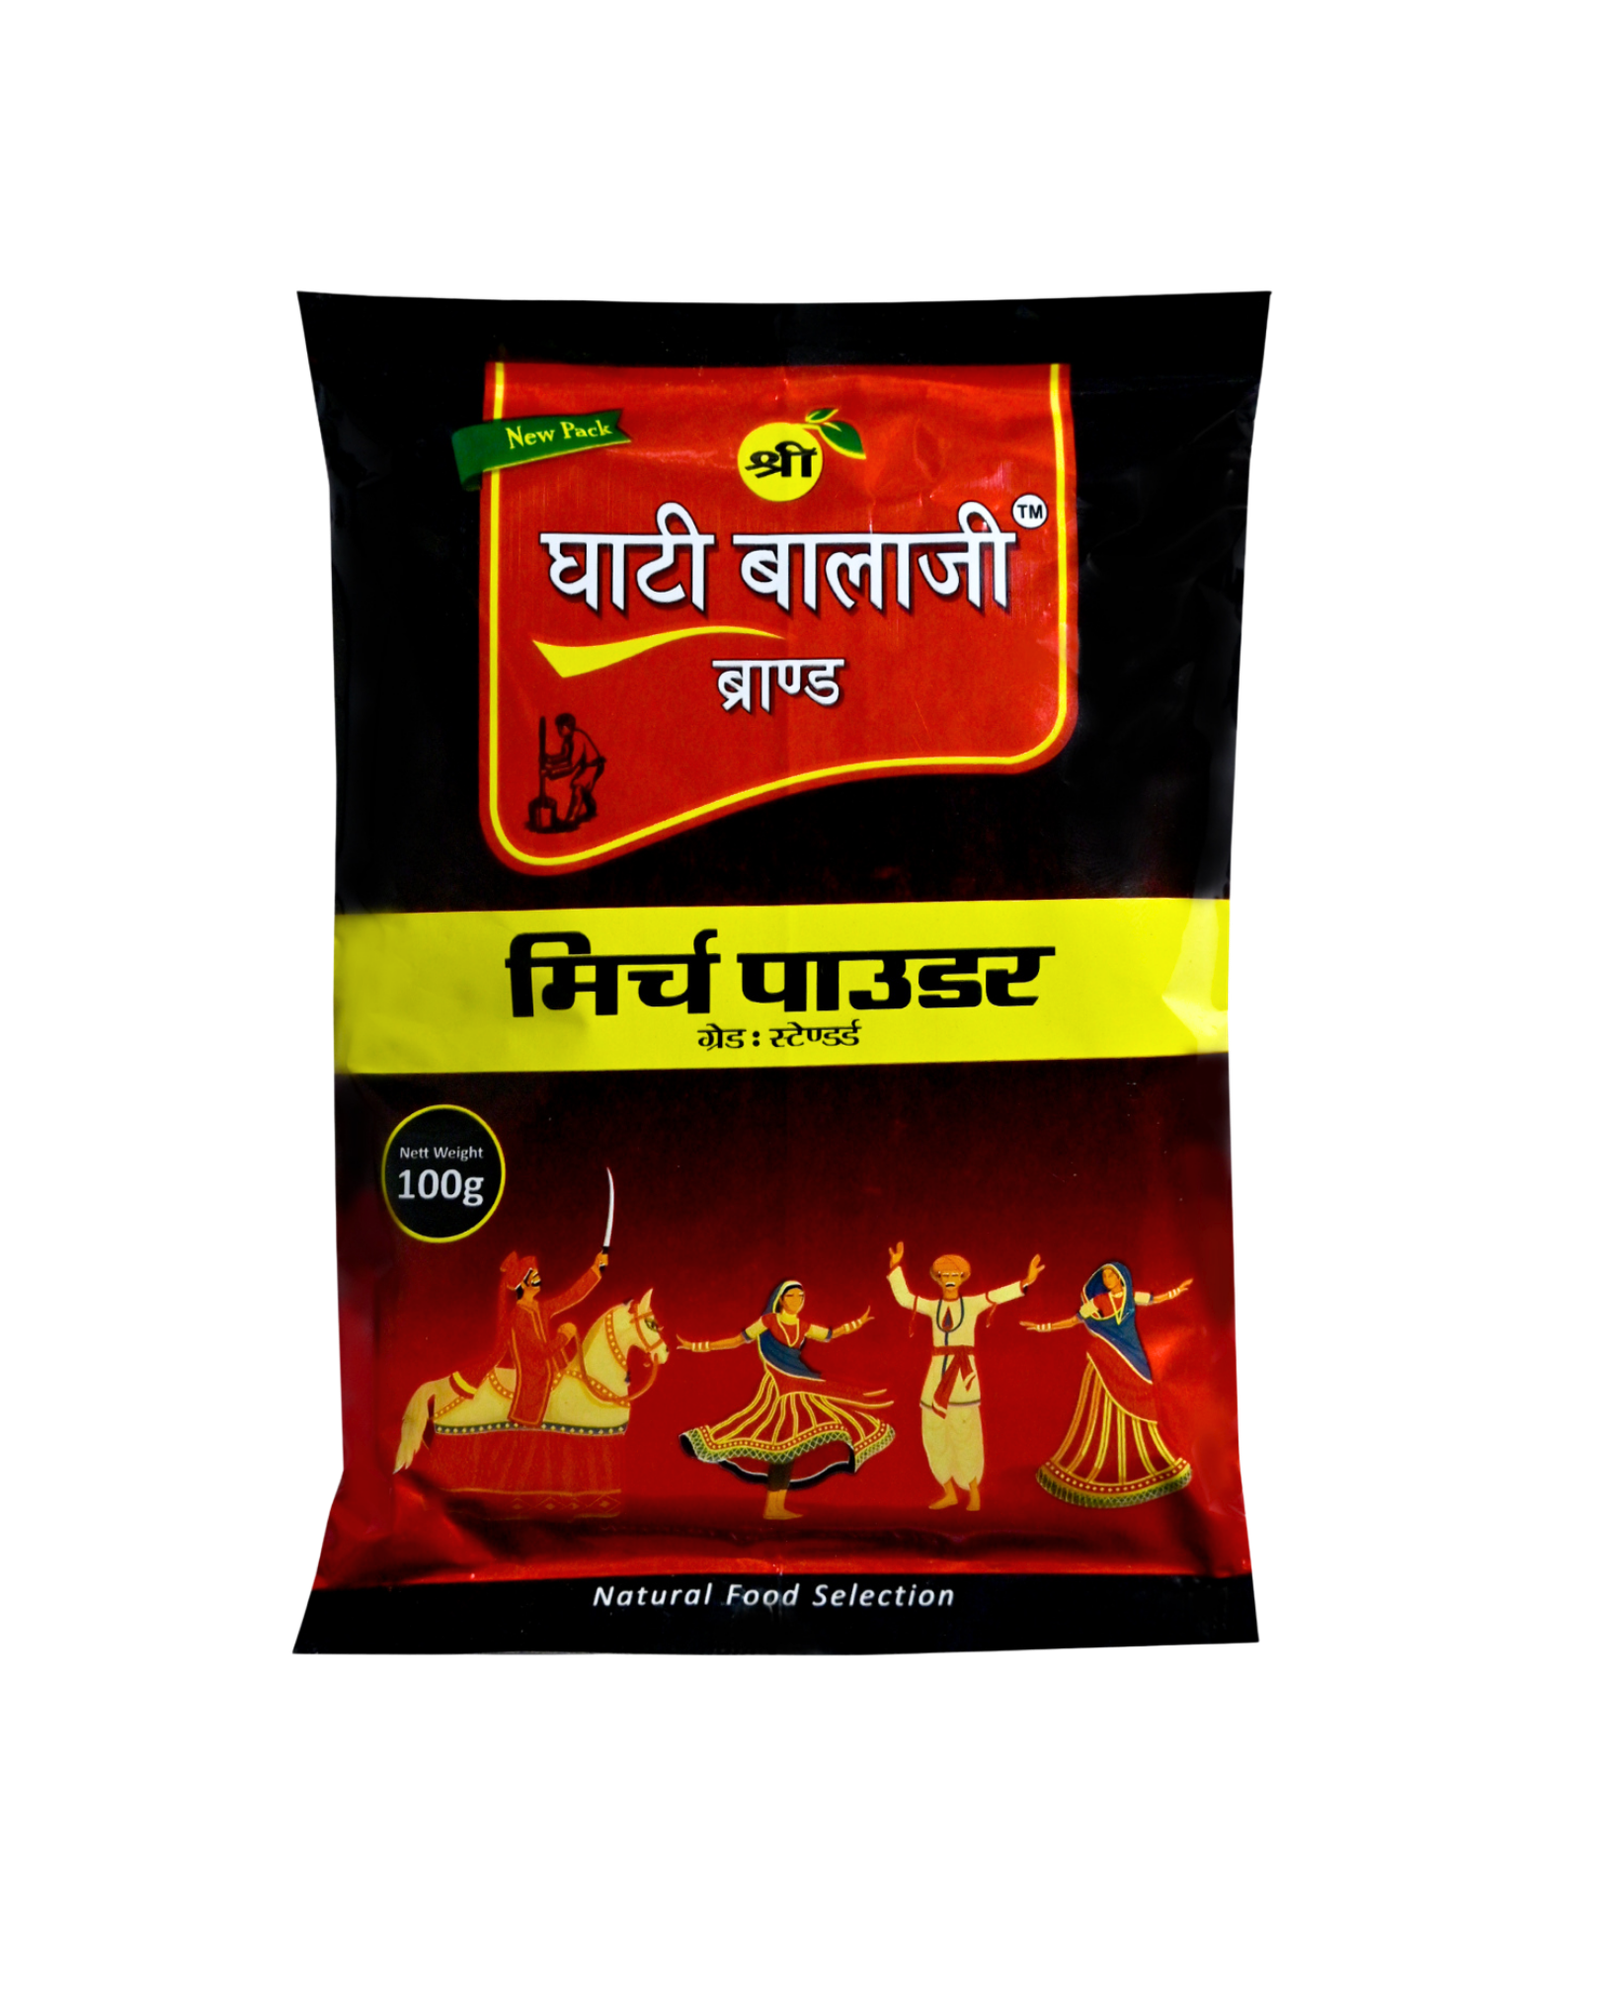 New Pack
श्री
घाटी बालाजी TM
ब्राण्ड
मिर्च पाउडर
ग्रेड : स्टेण्डर्ड
Nett Weight
100g
Natural Food Selection